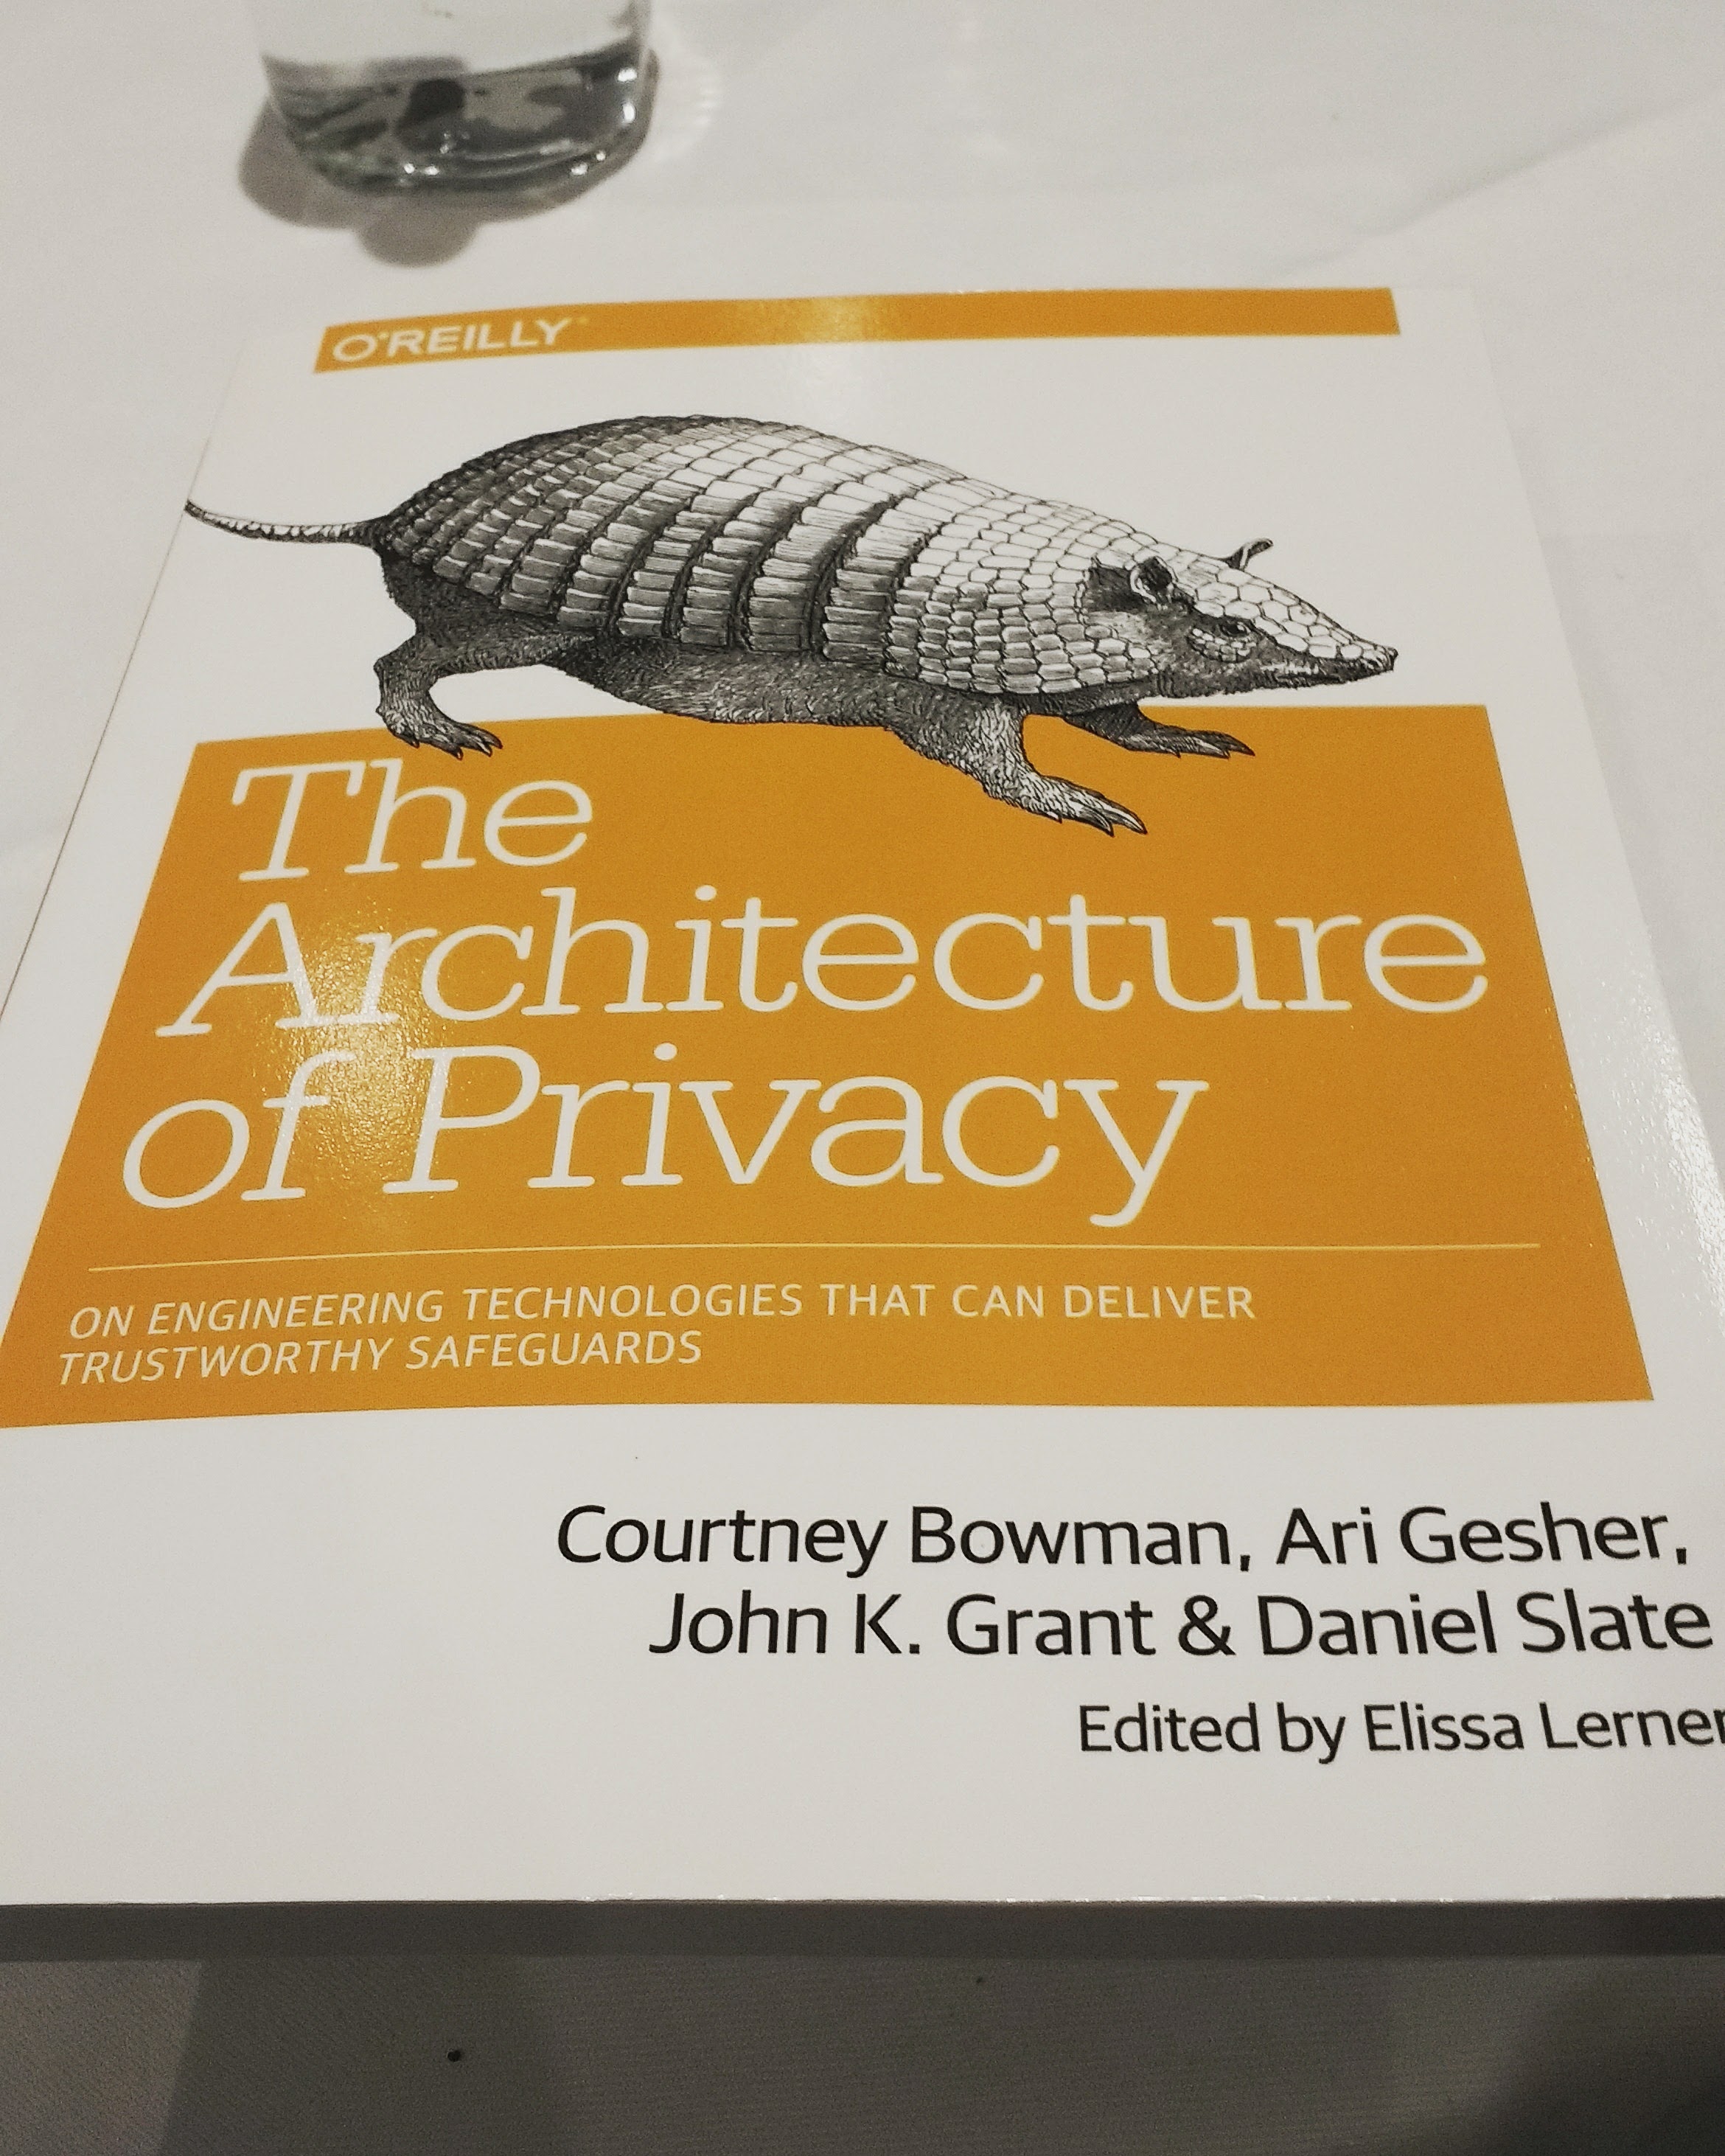 O'REILLY
The
Architecture
of Privacy
ON ENGINEERING TECHNOLOGIES THAT CAN DELIVER
TRUSTWORTHY SAFEGUARDS
Courtney Bowman, Ari Gesher,
John K. Grant & Daniel Slate
Edited by Elissa Lerner